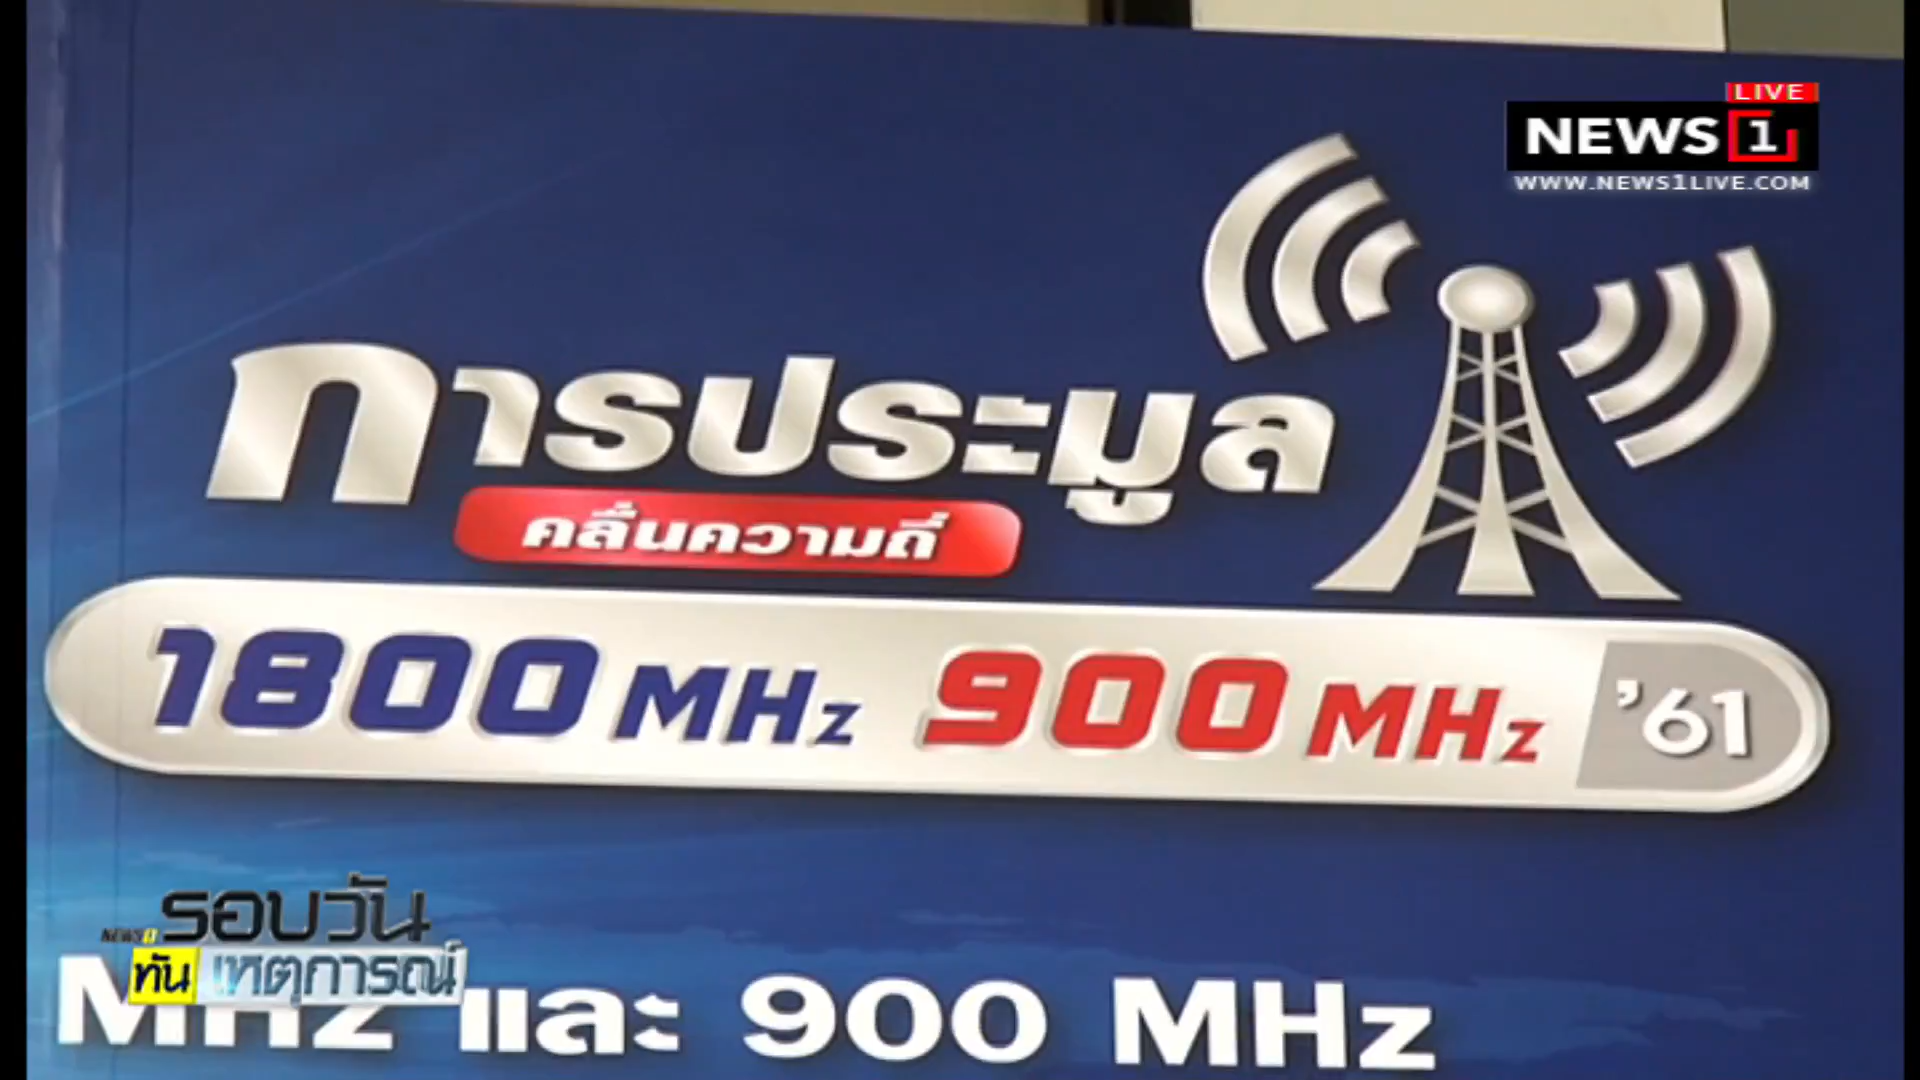 LIVE
NEWS 1
WWW.NEWS1LIVE.COM
การประมูล
คลื่นความถี่
1800 MHz 900 MHz '61
NEWS1 รอบวัน
ทันเหตุการณ์
MHz และ 900 MHz